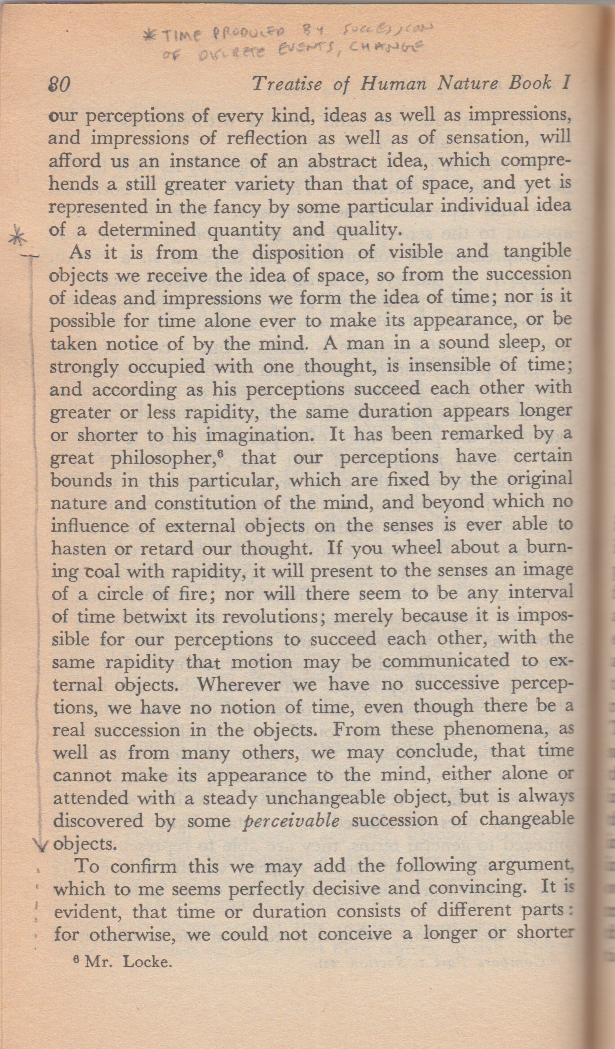 * TIME PRODUCED BY SUCCESSION
OF DISCRETE EVENTS, CHANGE
80 Treatise of Human Nature Book I
our perceptions of every kind, ideas as well as impressions,
and impressions of reflection as well as of sensation, will
afford us an instance of an abstract idea, which compre-
hends a still greater variety than that of space, and yet is
represented in the fancy by some particular individual idea
of a determined quantity and quality.
* As it is from the disposition of visible and tangible
objects we receive the idea of space, so from the succession
of ideas and impressions we form the idea of time; nor is it
possible for time alone ever to make its appearance, or be
taken notice of by the mind. A man in a sound sleep, or
strongly occupied with one thought, is insensible of time;
and according as his perceptions succeed each other with
greater or less rapidity, the same duration appears longer
or shorter to his imagination. It has been remarked by a
great philosopher,⁶ that our perceptions have certain
bounds in this particular, which are fixed by the original
nature and constitution of the mind, and beyond which no
influence of external objects on the senses is ever able to
hasten or retard our thought. If you wheel about a burn-
ing coal with rapidity, it will present to the senses an image
of a circle of fire; nor will there seem to be any interval
of time betwixt its revolutions; merely because it is impos-
sible for our perceptions to succeed each other, with the
same rapidity that motion may be communicated to ex-
ternal objects. Wherever we have no successive percep-
tions, we have no notion of time, even though there be a
real succession in the objects. From these phenomena, as
well as from many others, we may conclude, that time
cannot make its appearance to the mind, either alone or
attended with a steady unchangeable object, but is always
discovered by some perceivable succession of changeable
objects.
To confirm this we may add the following argument,
which to me seems perfectly decisive and convincing. It is
evident, that time or duration consists of different parts:
for otherwise, we could not conceive a longer or shorter
⁶ Mr. Locke.